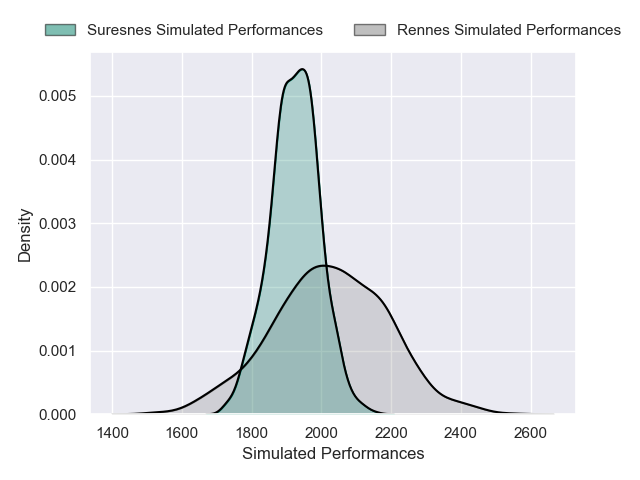 Suresnes Simulated Performances Rennes Simulated Performances
0.005
0.004
0.003
0.002
0.001
0.000
Density
1400 1600 1800 2000 2200 2400 2600
Simulated Performances